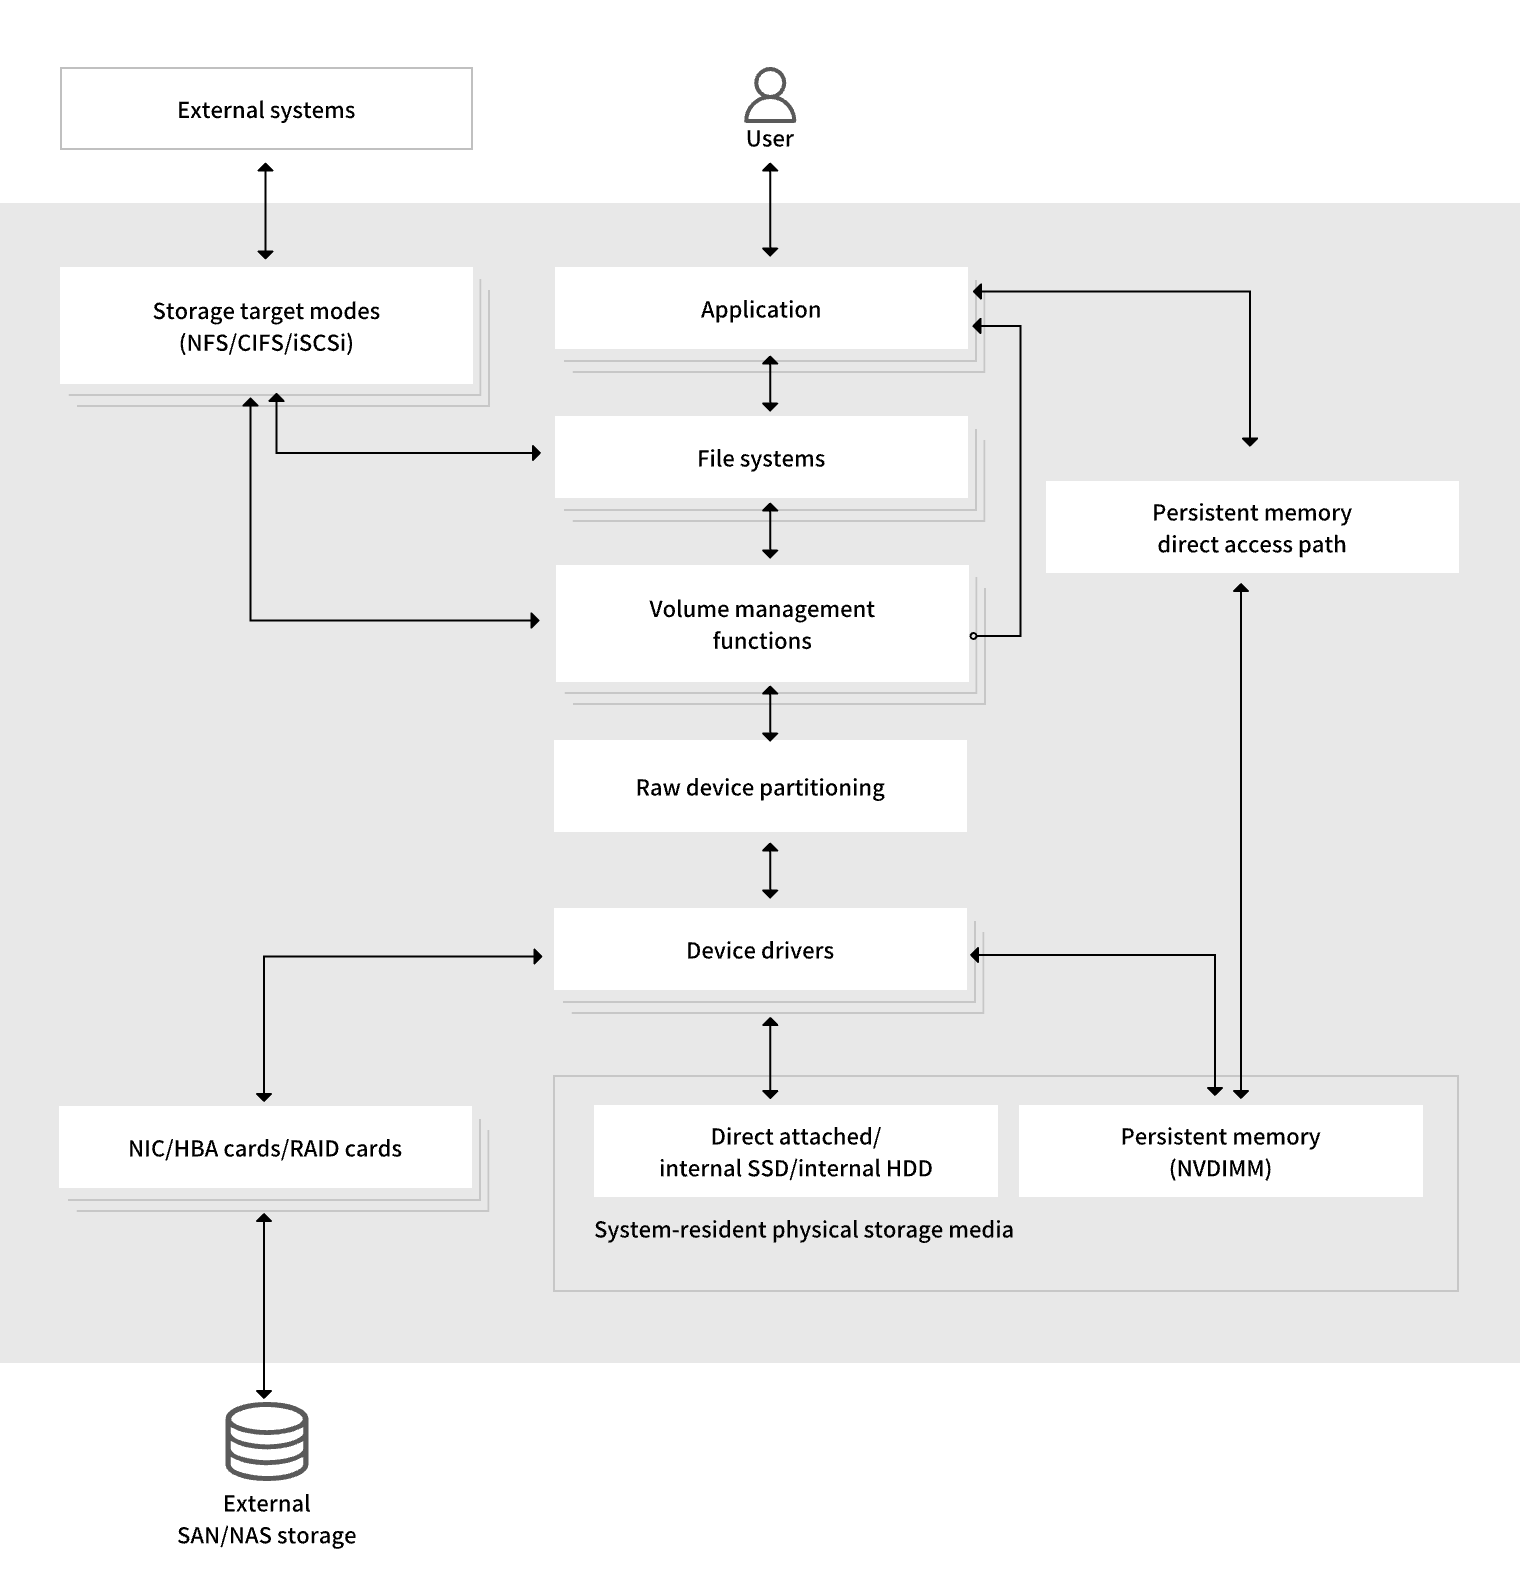 External systems
User
Storage target modes
(NFS/CIFS/iSCSi)
Application
File systems
Persistent memory
direct access path
Volume management
functions
Raw device partitioning
Device drivers
NIC/HBA cards/RAID cards
Direct attached/
internal SSD/internal HDD
Persistent memory
(NVDIMM)
System-resident physical storage media
External
SAN/NAS storage